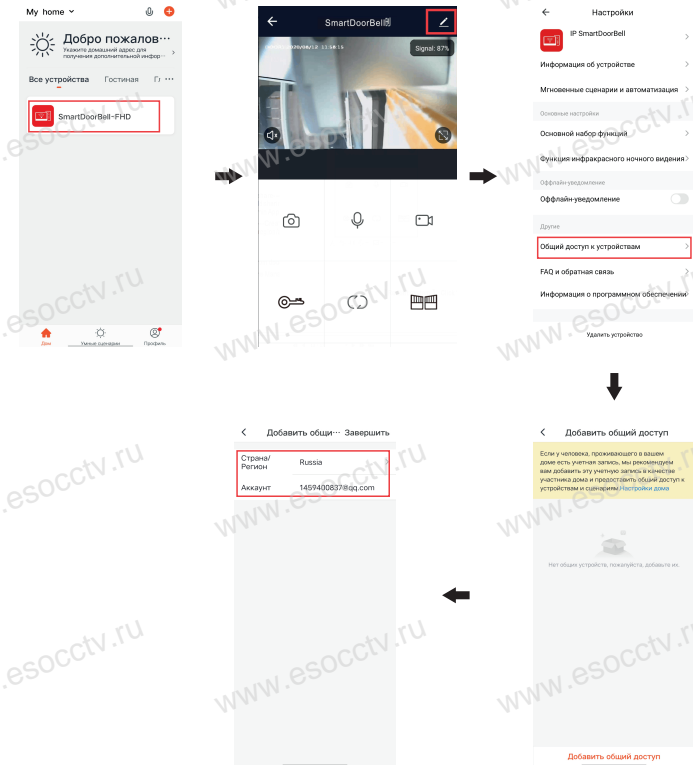 My home
Добро пожалов···
Укажите домашний адрес для
получения дополнительной инфор···
Все устройства Гостиная Гг ···
SmartDoorBell-FHD
Дом Умные сценарии Профиль
SmartDoorBell
Signal: 87%
Настройки
IP SmartDoorBell
Информация об устройстве
Мгновенные сценарии и автоматизация
Основные настройки
Основной набор функций
Функция инфракрасного ночного видения
Оффлайн-уведомление
Оффлайн-уведомление
Другие
Общий доступ к устройствам
FAQ и обратная связь
Информация о программном обеспечении
Удалить устройство
Добавить общий доступ
Если у человека, проживающего в вашем
доме есть учетная запись, мы рекомендуем
вам добавить эту учетную запись в качестве
участника дома и предоставить общий доступ к
устройствам и сценариям.Настройки дома
Нет общих устройств, пожалуйста, добавьте их.
Добавить общий доступ
Добавить общи··· Завершить
Страна/
Регион
Russia
Аккаунт 1459400837@qq.com
www.esocctv.ru